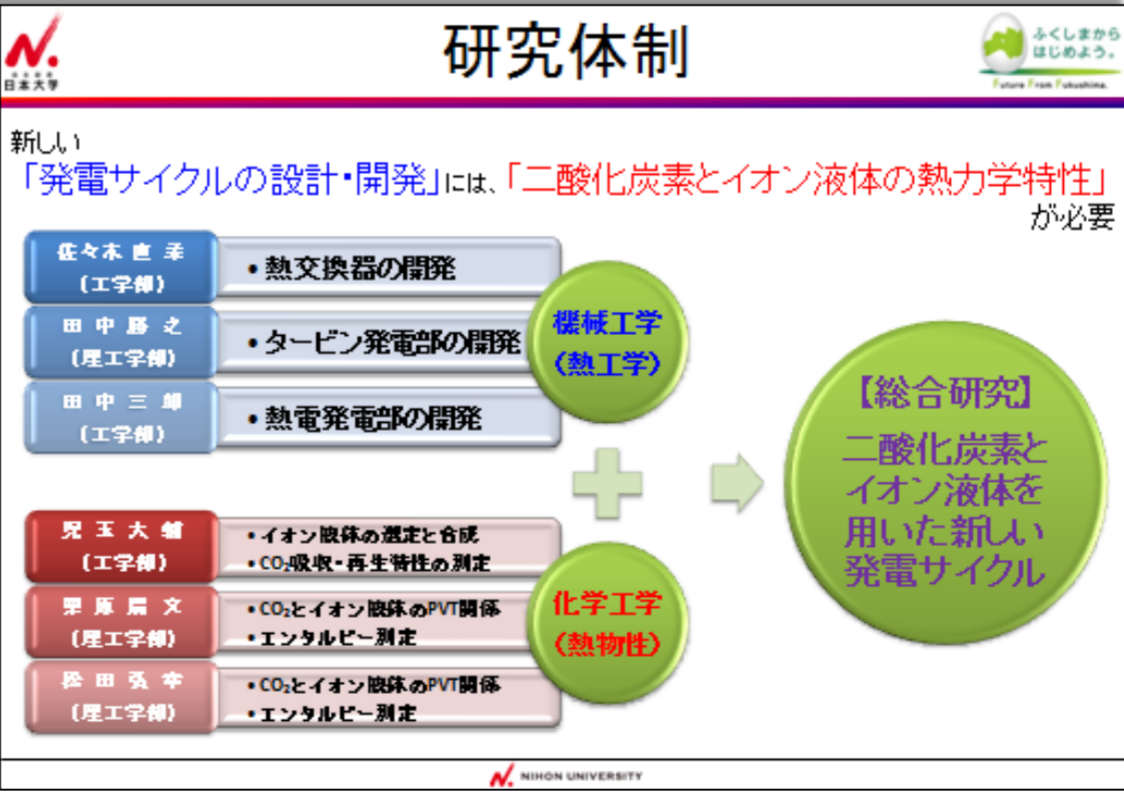 研究体制
日本大学
ふくしまから
はじめよう。
Future From Fukushima.
新しい
「発電サイクルの設計・開発」には、「二酸化炭素とイオン液体の熱力学特性」
が必要
佐々木直
(工学部)
・熱交換器の開発
田中勝之
(理工学部)
・タービン発電部の開発
田中三郎
(工学部)
・熱電発電部の開発
機械工学
(熱工学)
児玉大輔
(工学部)
・イオン液体の選定と合成
・CO₂吸収・再生特性の測定
栗原 文
(理工学部)
・CO₂とイオン液体のPVT関係
・エンタルピー測定
松田弘幸
(理工学部)
・CO₂とイオン液体のPVT関係
・エンタルピー測定
化学工学
(熱物性)
【総合研究】
二酸化炭素と
イオン液体を
用いた新しい
発電サイクル
NIHON UNIVERSITY